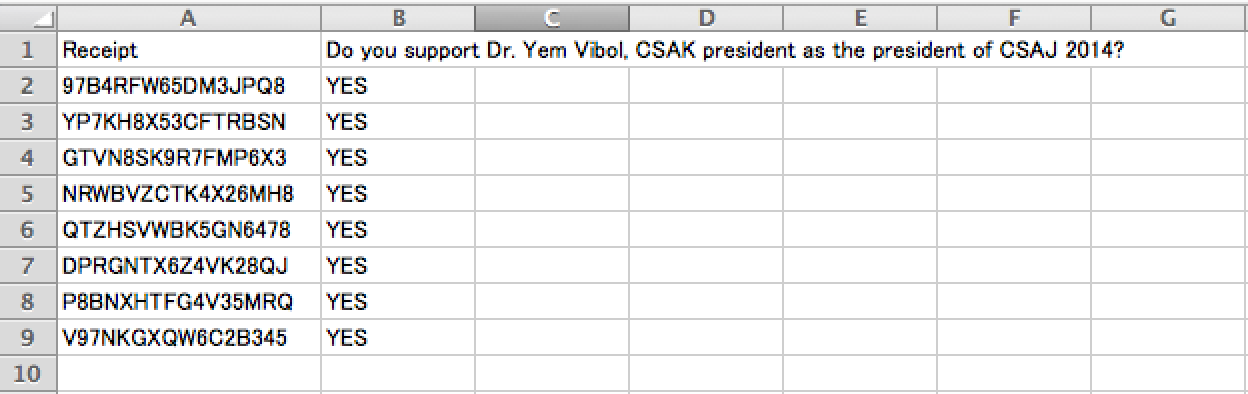 A B C D E F G
1 Receipt Do you support Dr. Yem Vibol, CSAK president as the president of CSAJ 2014?
2 97B4RFW65DM3JPQ8 YES
3 YP7KH8X53CFTRBSN YES
4 GTVN8SK9R7FMP6X3 YES
5 NRWBVZCTK4X26MH8 YES
6 QTZHSVWBK5GN6478 YES
7 DPRGNTX6Z4VK28QJ YES
8 P8BNXHTFG4V35MRQ YES
9 V97NKGXQW6C2B345 YES
10